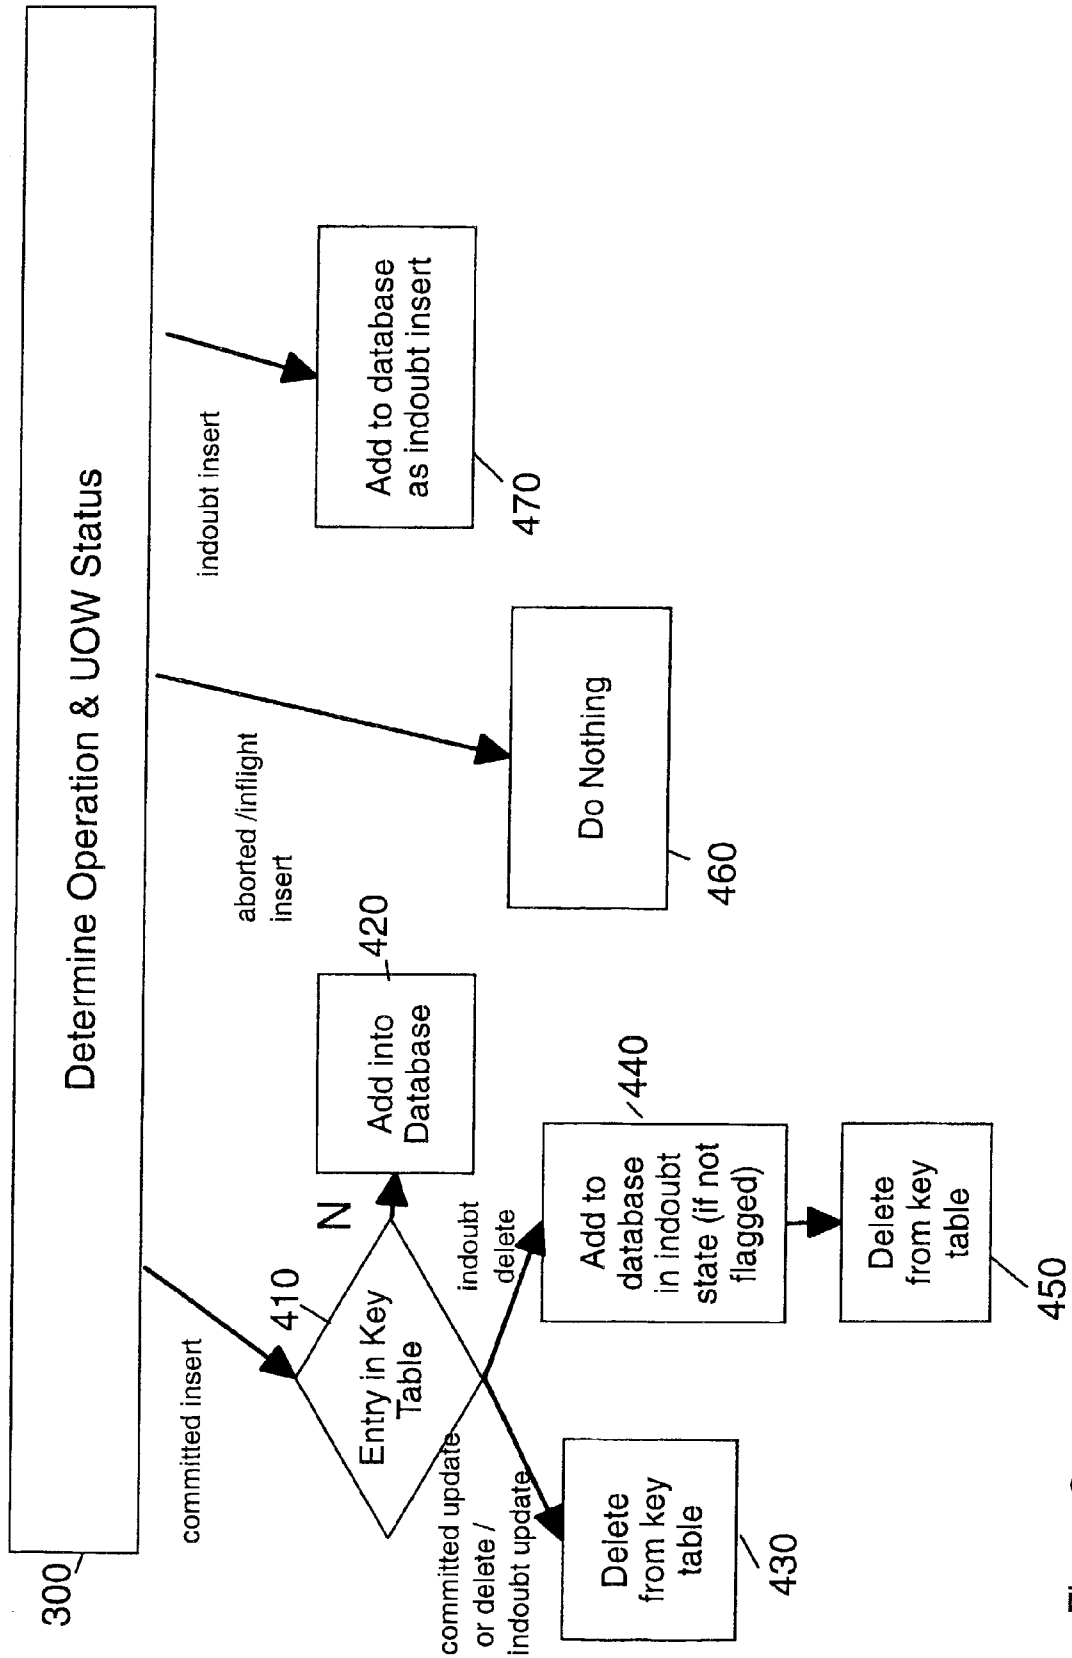 300
Determine Operation & UOW Status
committed insert
aborted /inflight
insert
indoubt insert
410
Entry in Key
Table
N
420
Add into
Database
Add to database
as indoubt insert
470
committed update
or delete /
indoubt update
indoubt
delete
440
Do Nothing
460
Delete
from key
table
430
Add to
database
in indoubt
state (if not
flagged)
Delete
from key
table
450